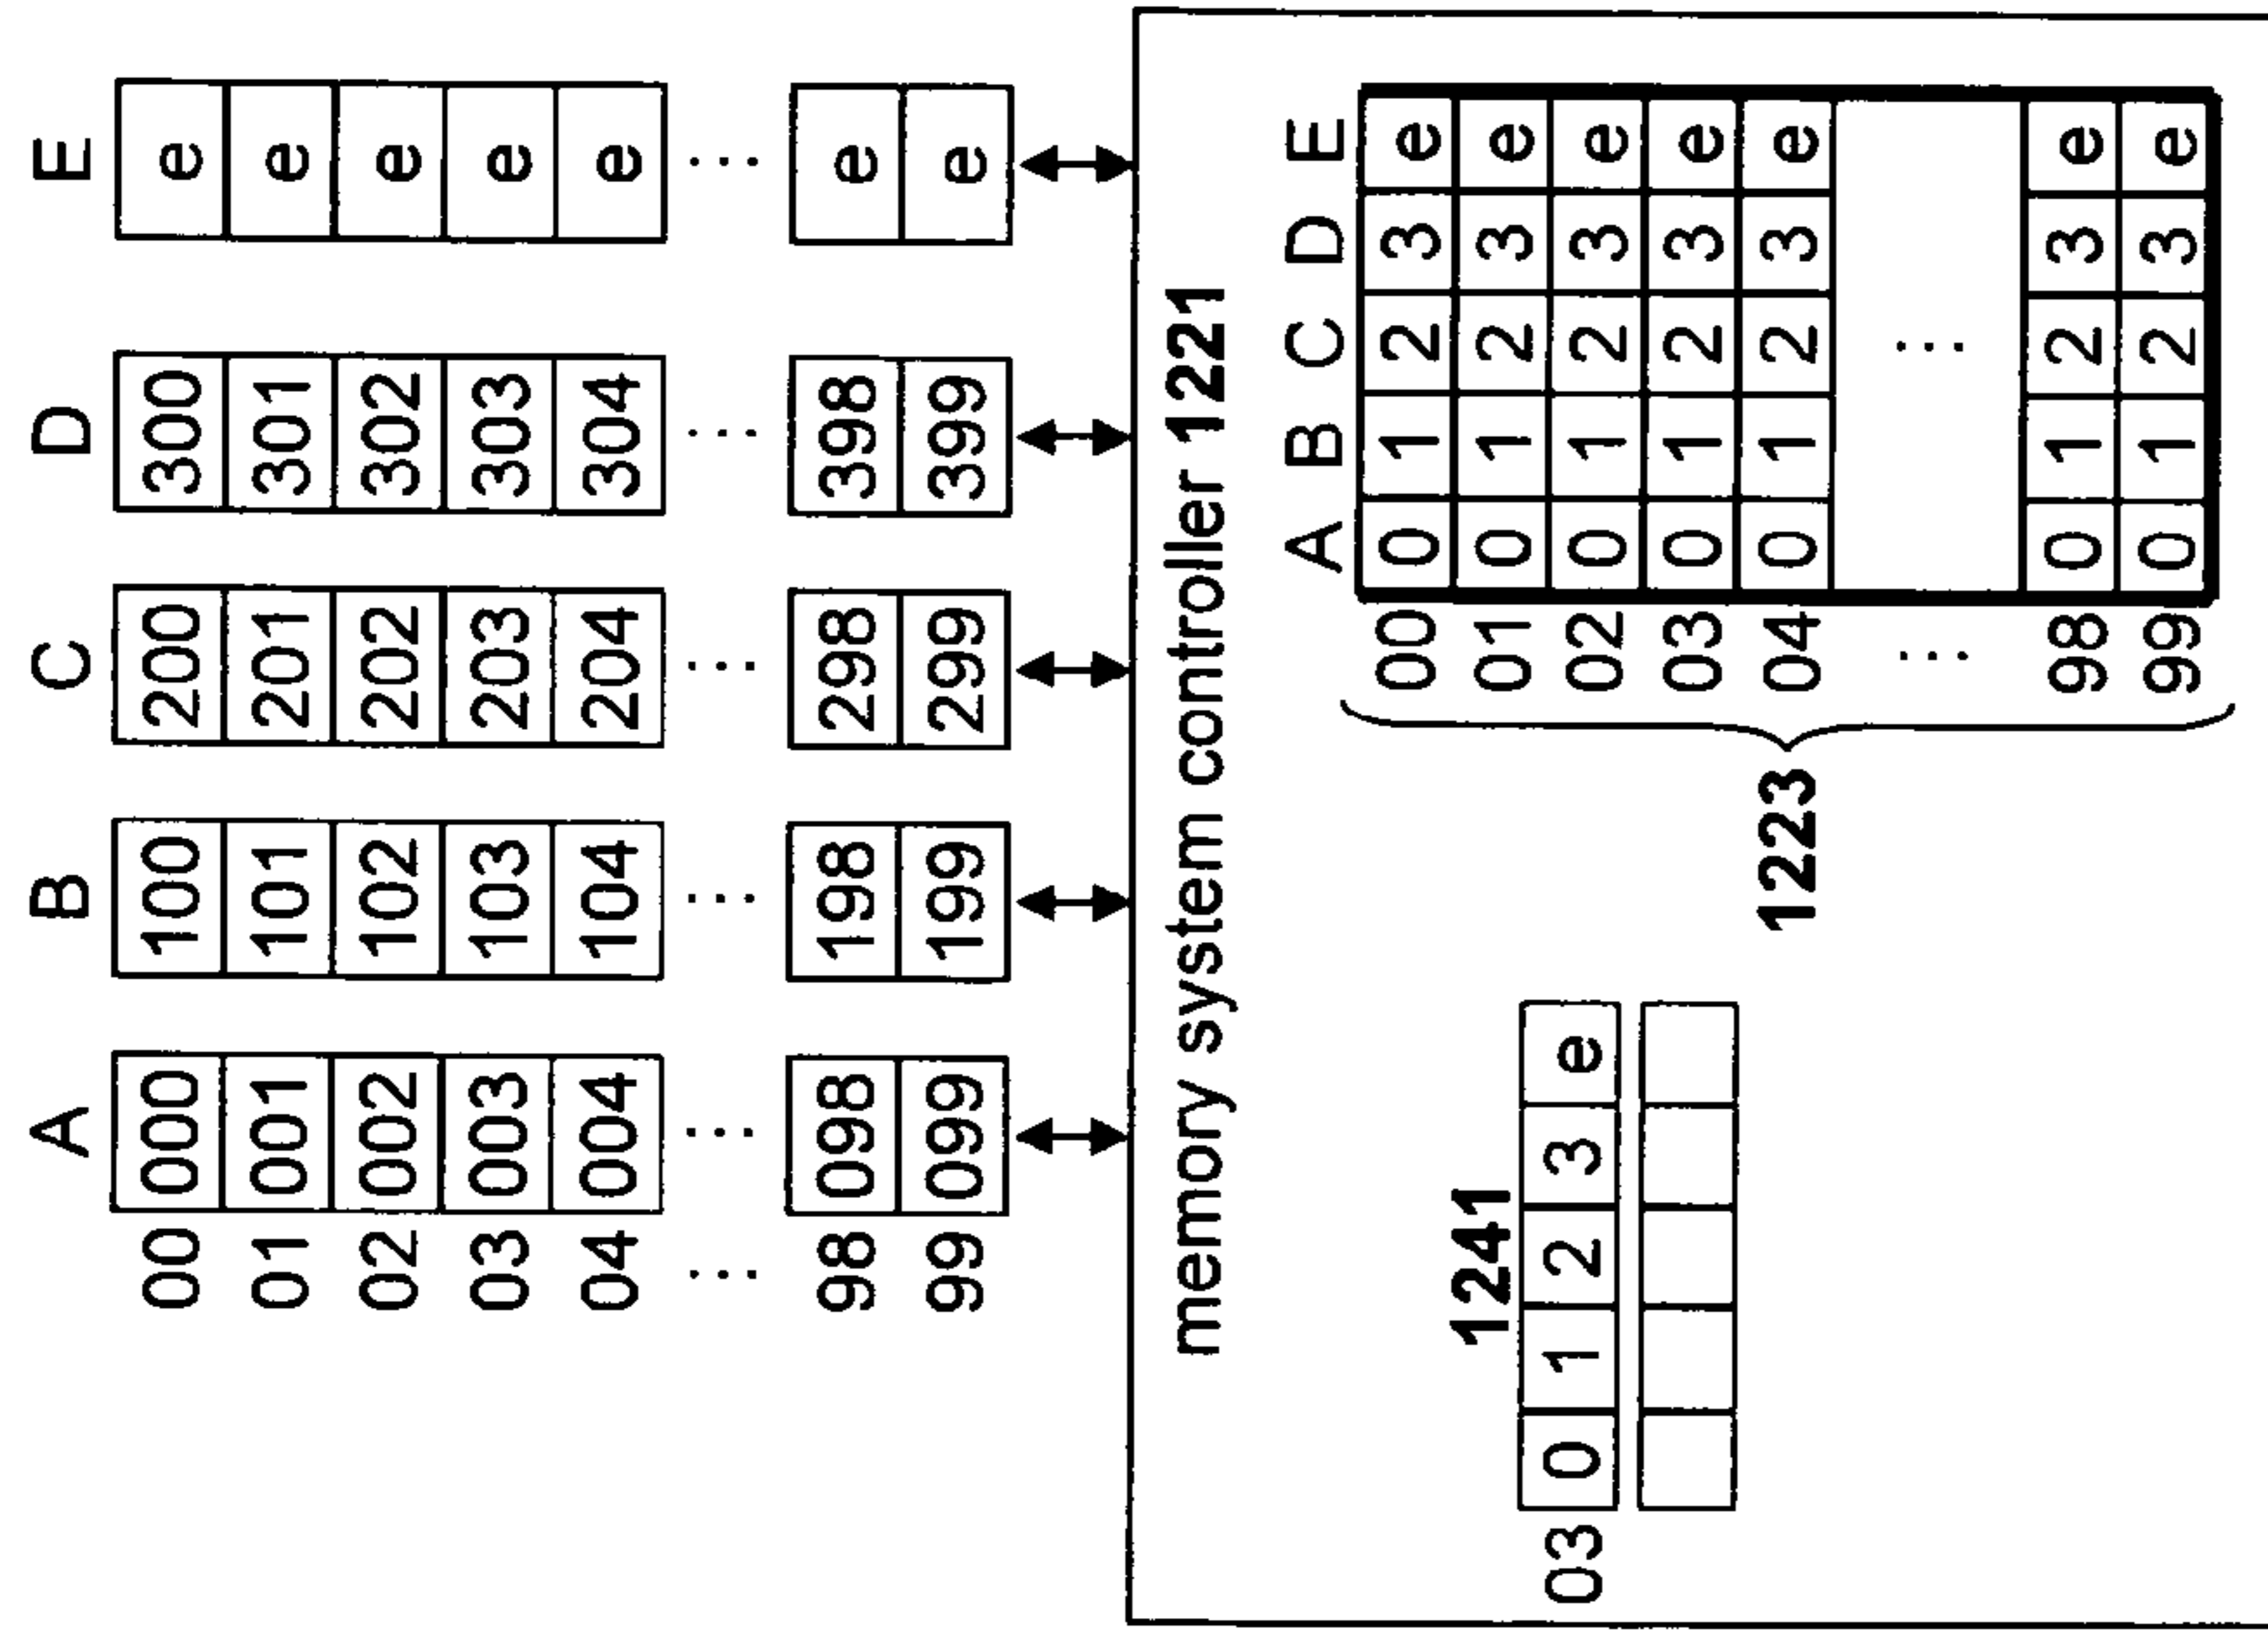 A B C D E
00 000 100 200 300 e
01 001 101 201 301 e
02 002 102 202 302 e
03 003 103 203 303 e
04 004 104 204 304 e
... ... ... ... ... ...
98 098 198 298 398 e
99 099 199 299 399 e
memory system controller 1221
1241
03 0 1 2 3 e
1223
A B C D E
00 0 1 2 3 e
01 0 1 2 3 e
02 0 1 2 3 e
03 0 1 2 3 e
04 0 1 2 3 e
... ...
98 0 1 2 3 e
99 0 1 2 3 e